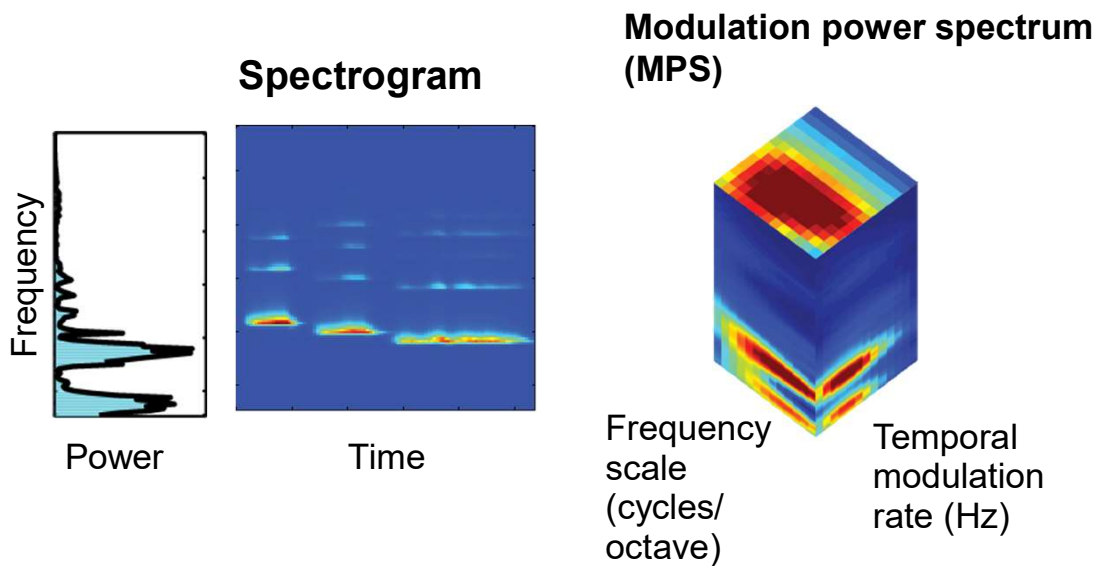 Modulation power spectrum
(MPS)
Spectrogram
Frequency
Power
Time
Frequency
scale
(cycles/
octave)
Temporal
modulation
rate (Hz)